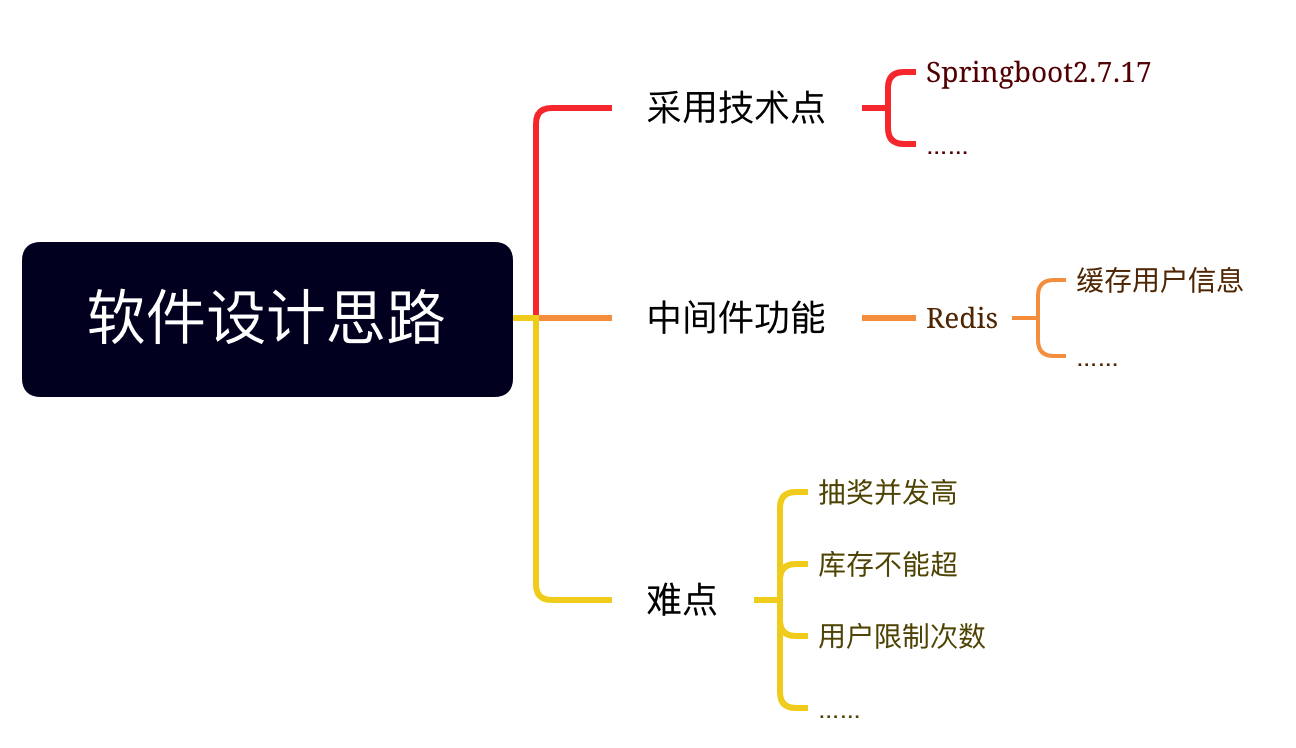 软件设计思路
采用技术点
Springboot2.7.17
……
中间件功能
Redis
缓存用户信息
……
难点
抽奖并发高
库存不能超
用户限制次数
……